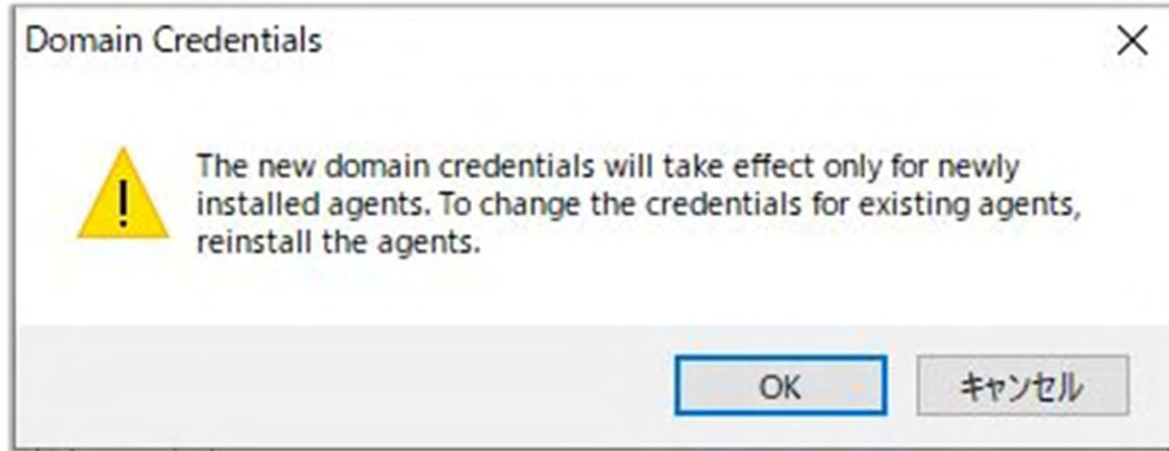 Domain Credentials
The new domain credentials will take effect only for newly
installed agents. To change the credentials for existing agents,
reinstall the agents.
OK
キャンセル